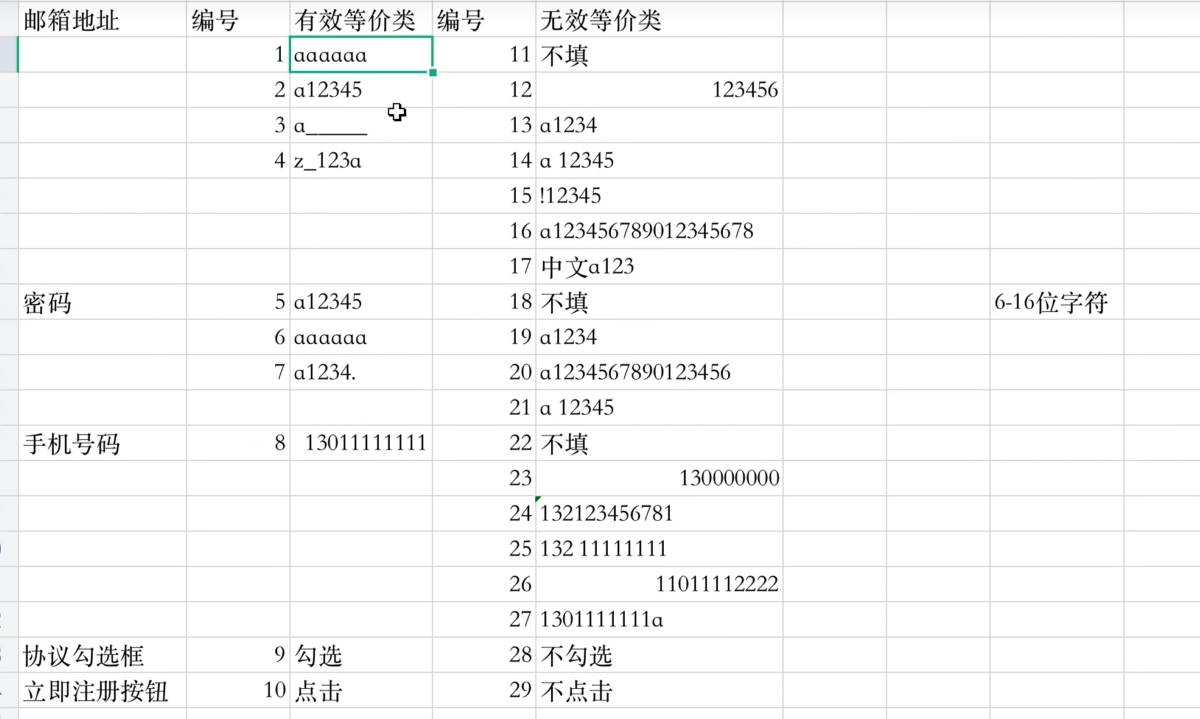 邮箱地址 编号 有效等价类 编号 无效等价类
1 aaaaaa 11 不填
2 a12345 12 123456
3 a_____ 13 a1234
4 z_123a 14 a 12345
15 !12345
16 a123456789012345678
17 中文a123
密码 5 a12345 18 不填 6-16位字符
6 aaaaaa 19 a1234
7 a1234. 20 a1234567890123456
21 a 12345
手机号码 8 13011111111 22 不填
23 130000000
24 132123456781
25 132 11111111
26 11011112222
27 1301111111a
协议勾选框 9 勾选 28 不勾选
立即注册按钮 10 点击 29 不点击